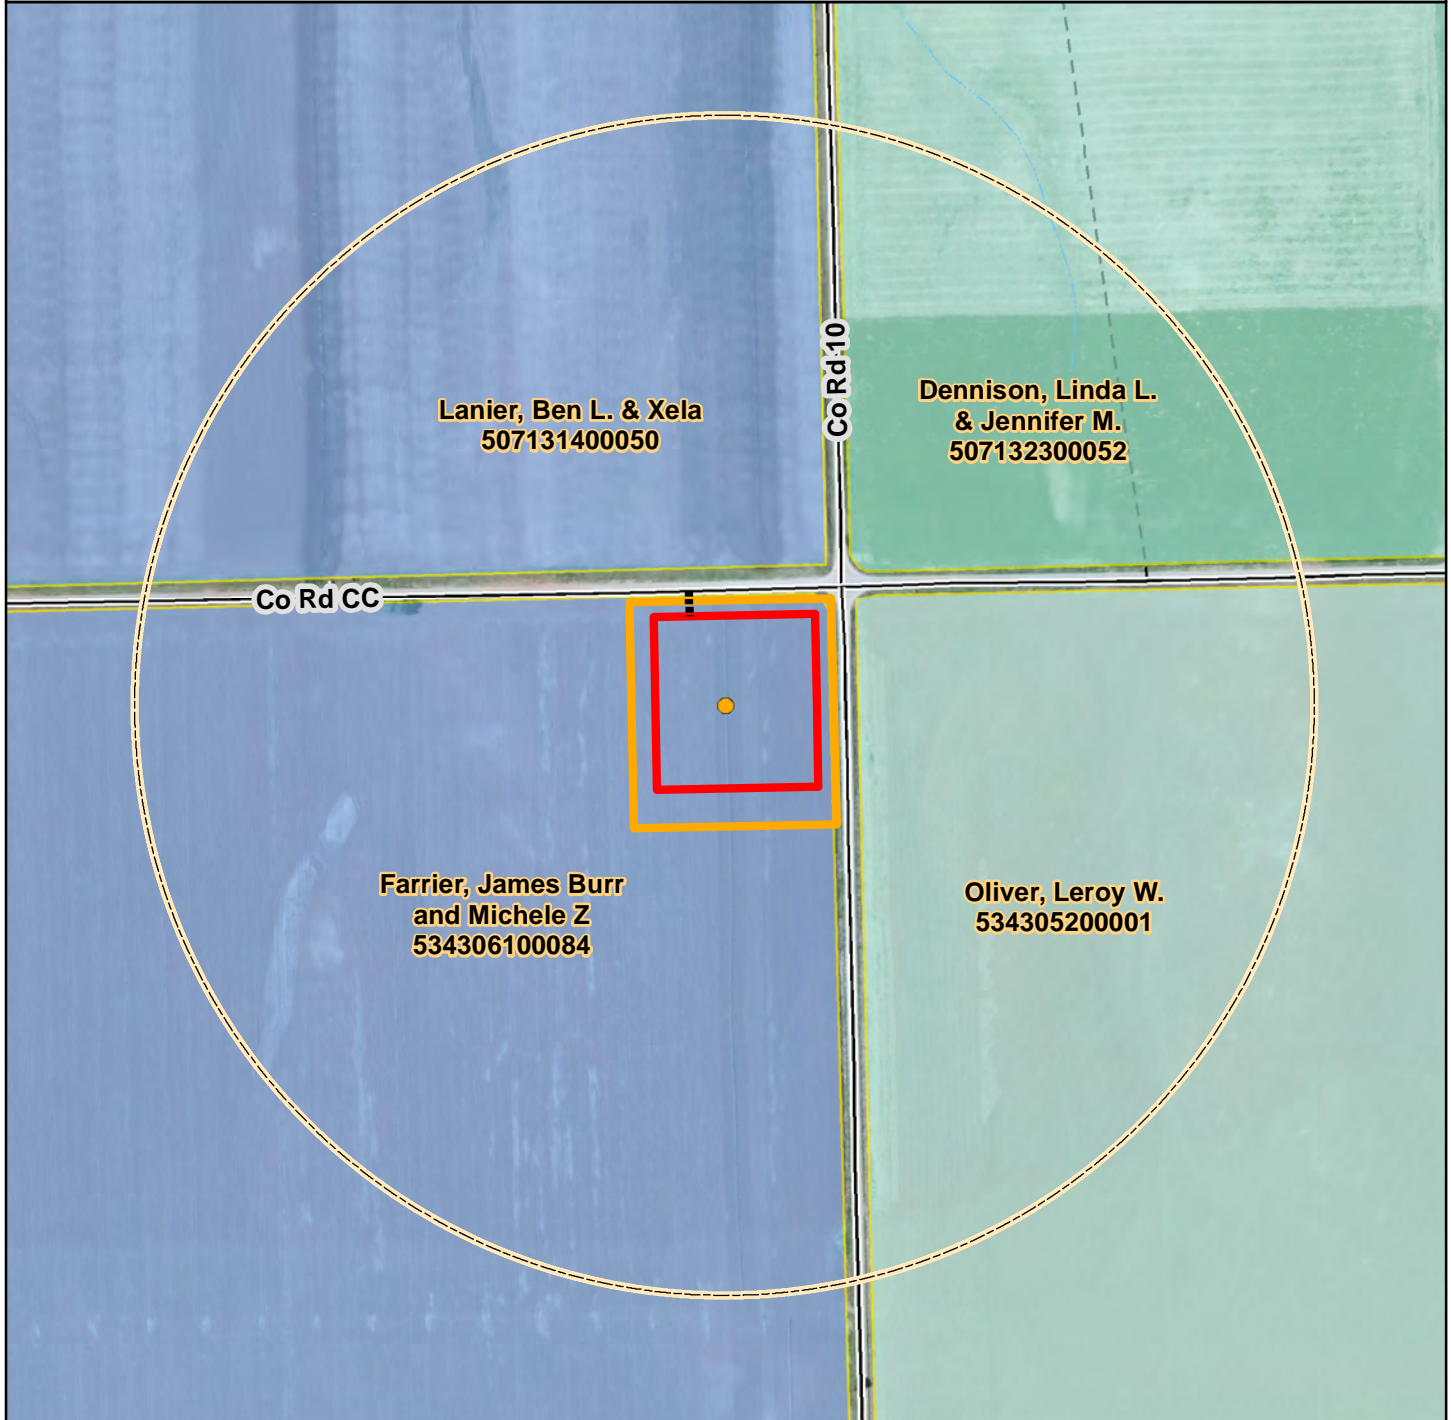 Co Rd 10
Lanier, Ben L. & Xela
507131400050
Dennison, Linda L.
& Jennifer M.
507132300052
Co Rd CC
Farrier, James Burr
and Michele Z
534306100084
Oliver, Leroy W.
534305200001